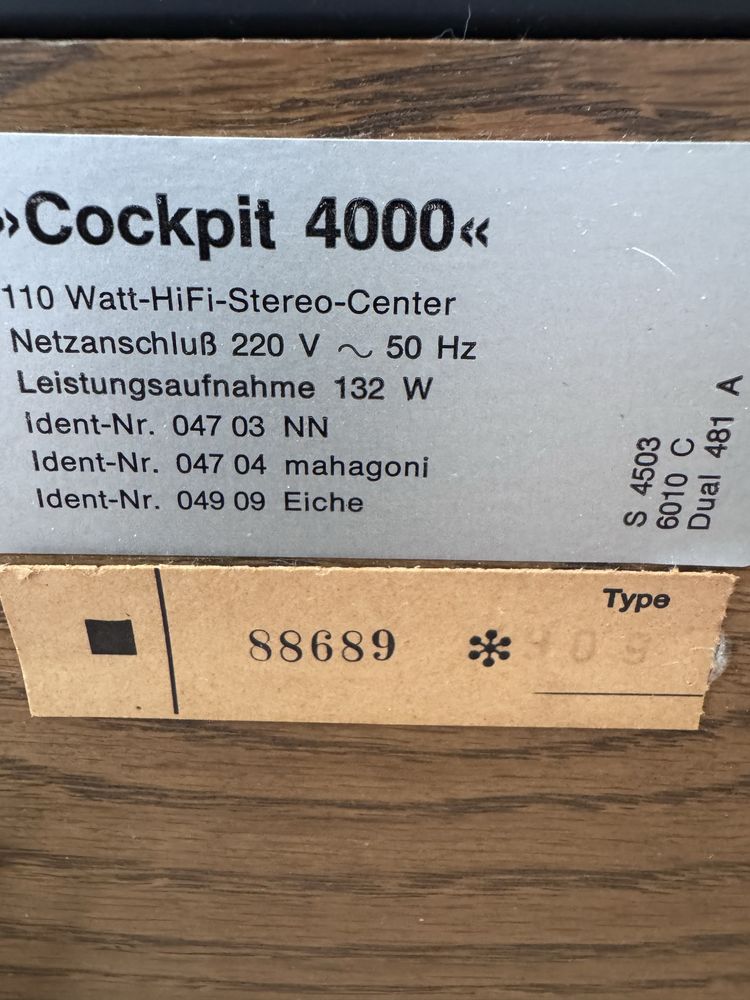 »Cockpit 4000«
110 Watt-HiFi-Stereo-Center
Netzanschluß 220 V ~ 50 Hz
Leistungsaufnahme 132 W
Ident-Nr. 047 03 NN
Ident-Nr. 047 04 mahagoni
Ident-Nr. 049 09 Eiche
S 4503
6010 C
Dual 481 A
Type
88689 *